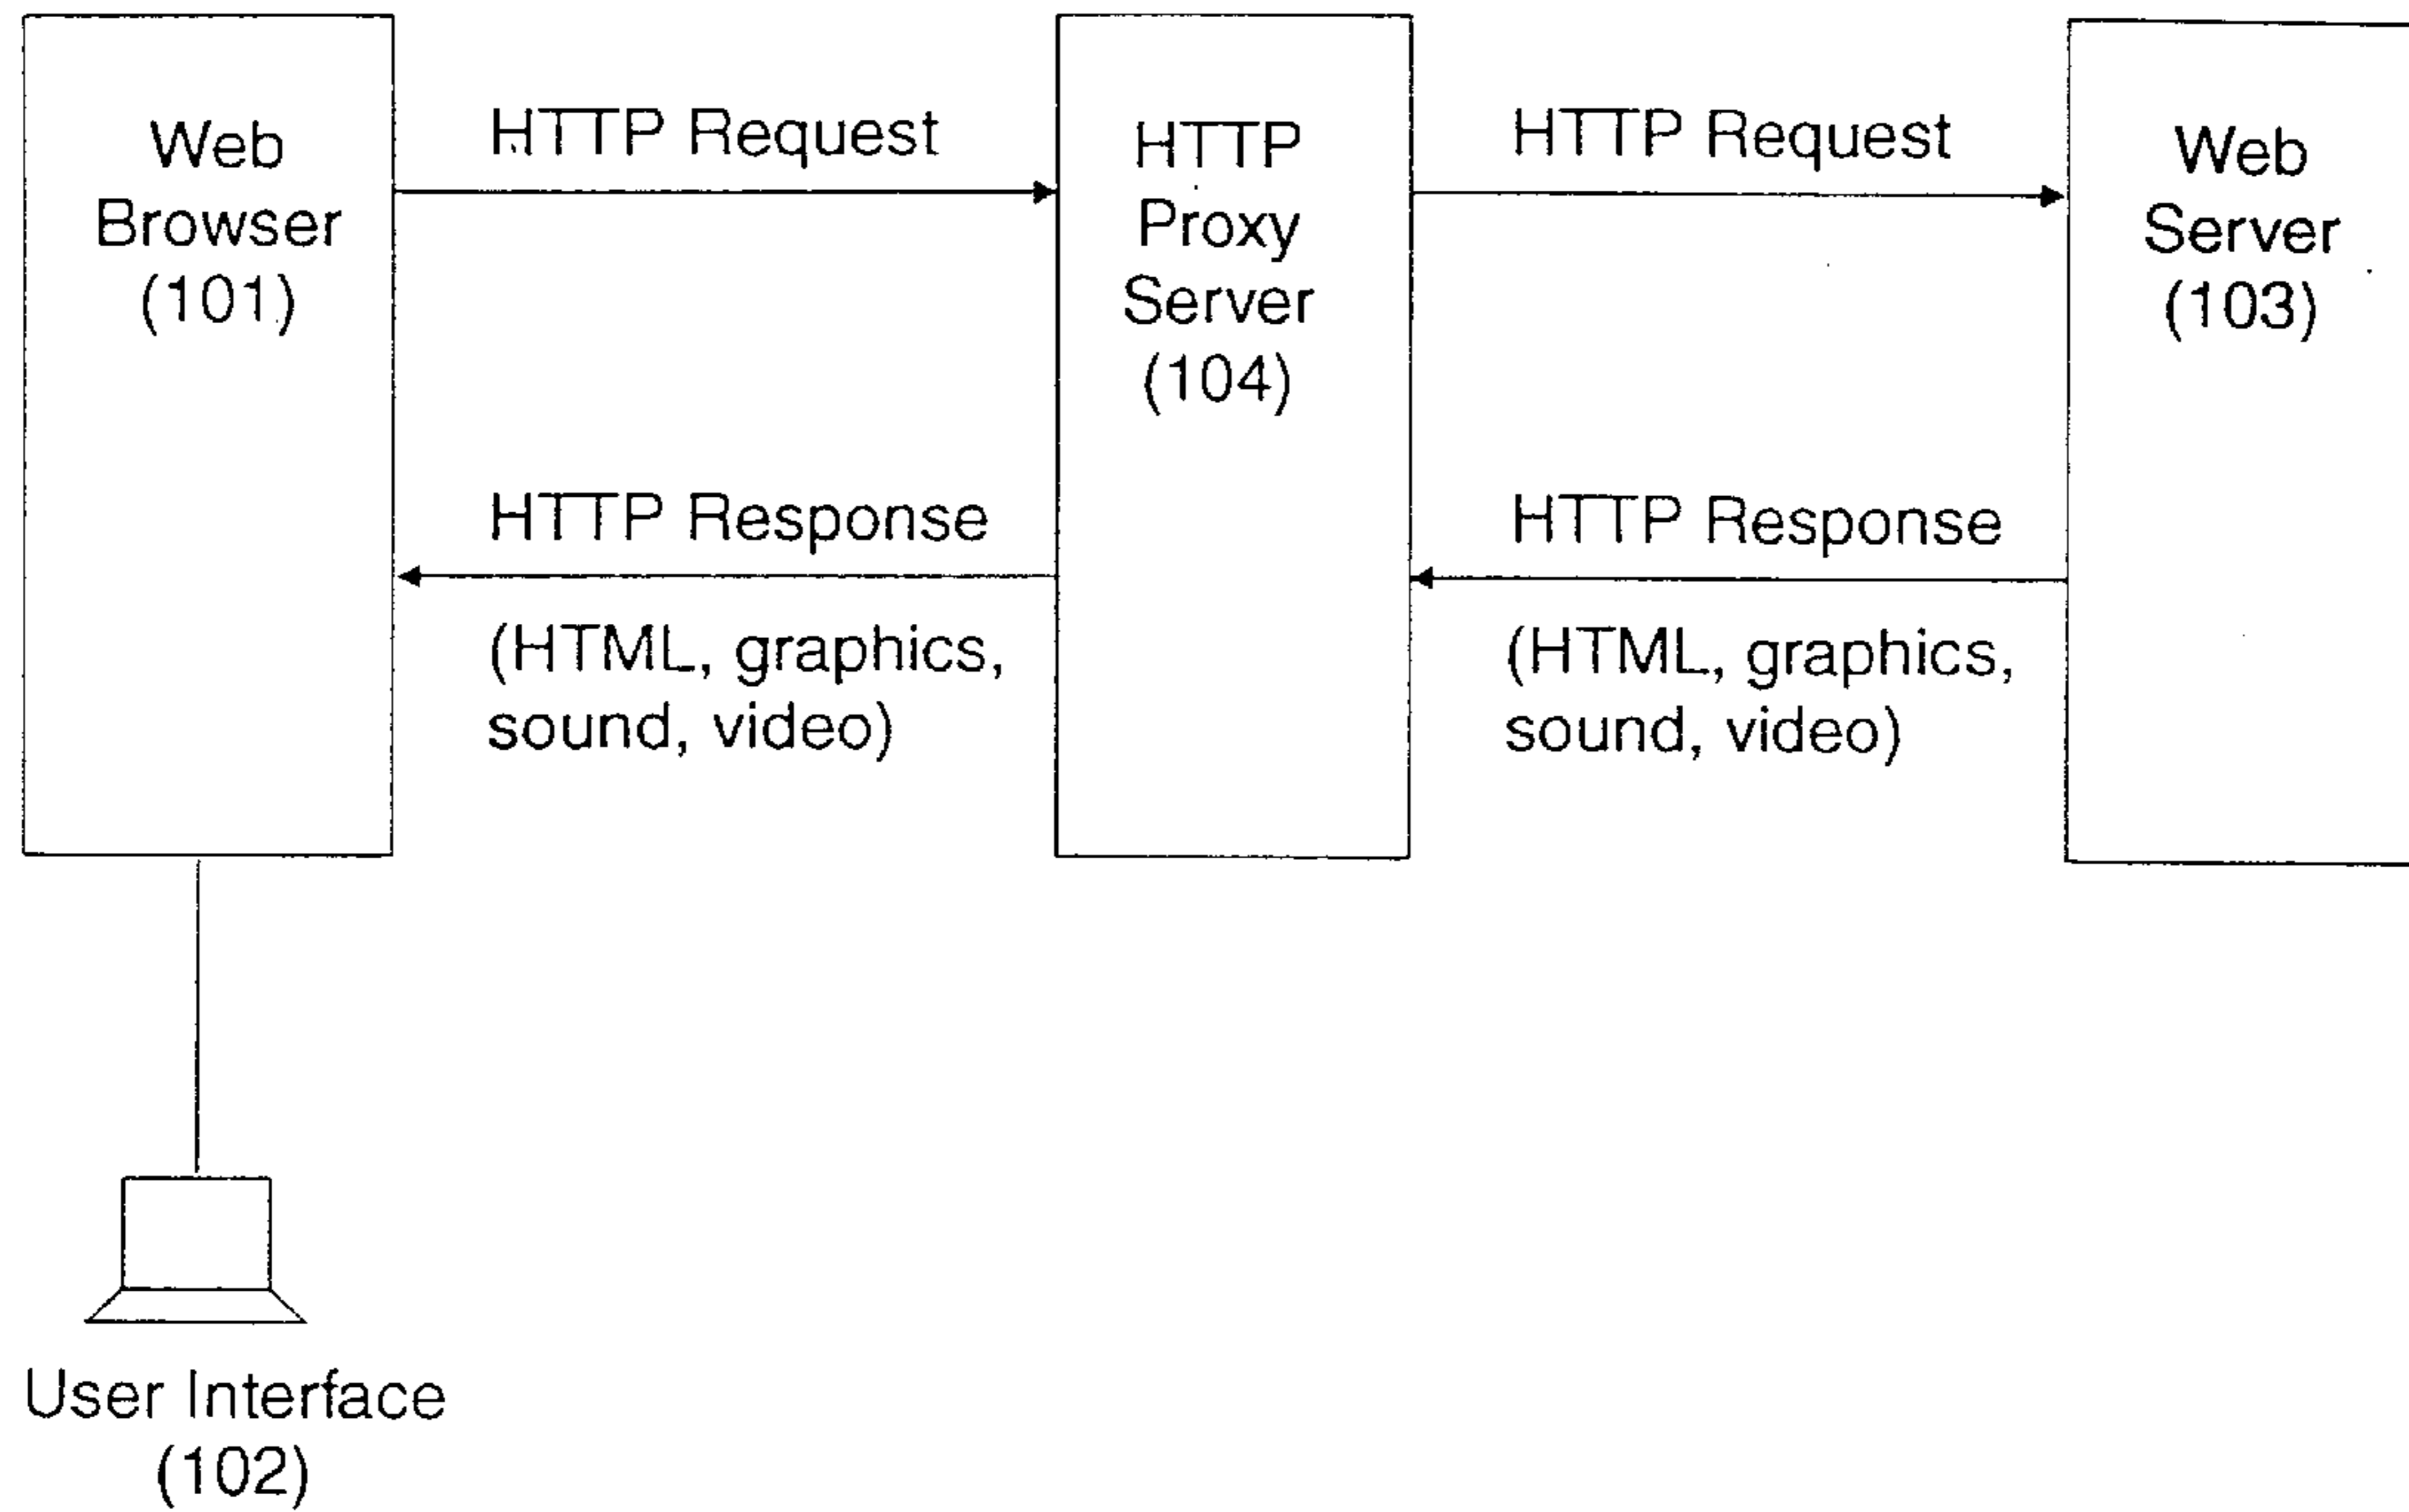 Web
Browser
(101)
HTTP Request
HTTP
Proxy
Server
(104)
HTTP Request
Web
Server
(103)
HTTP Response
(HTML, graphics,
sound, video)
HTTP Response
(HTML, graphics,
sound, video)
User Interface
(102)